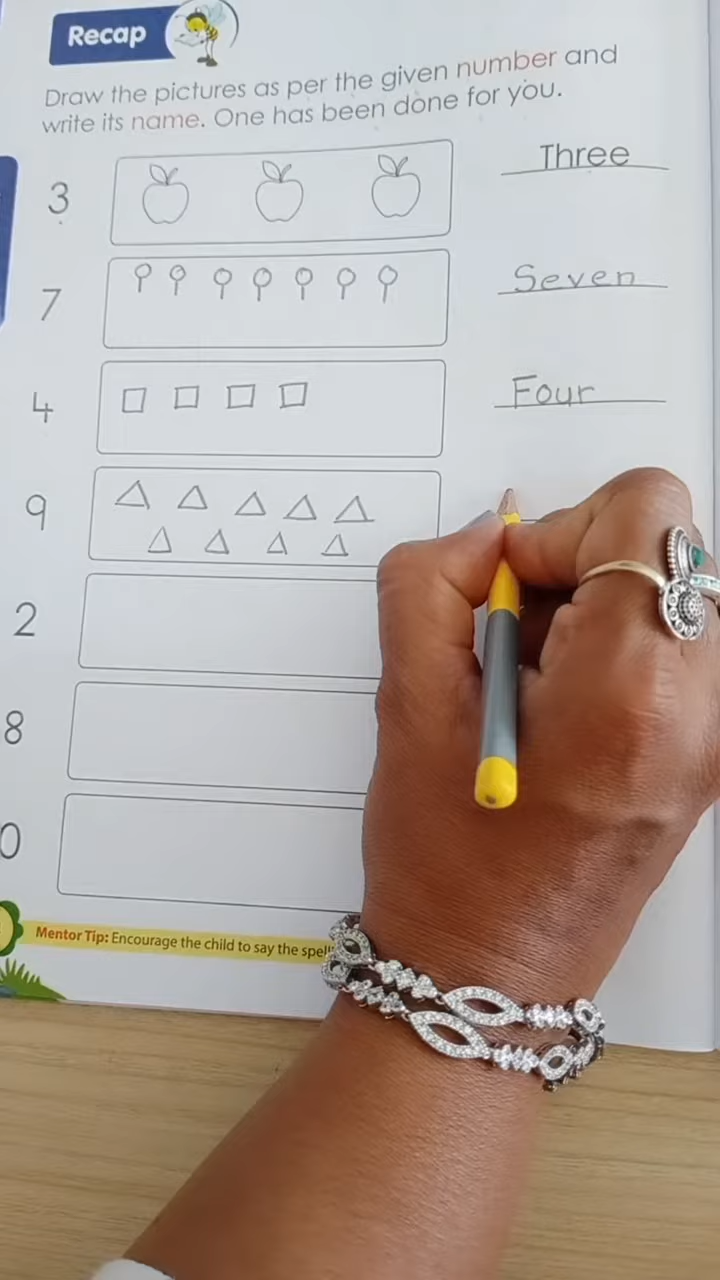 Recap
Draw the pictures as per the given number and
write its name. One has been done for you.
3 Three
7 Seven
4 Four
9
2
8
0
Mentor Tip: Encourage the child to say the